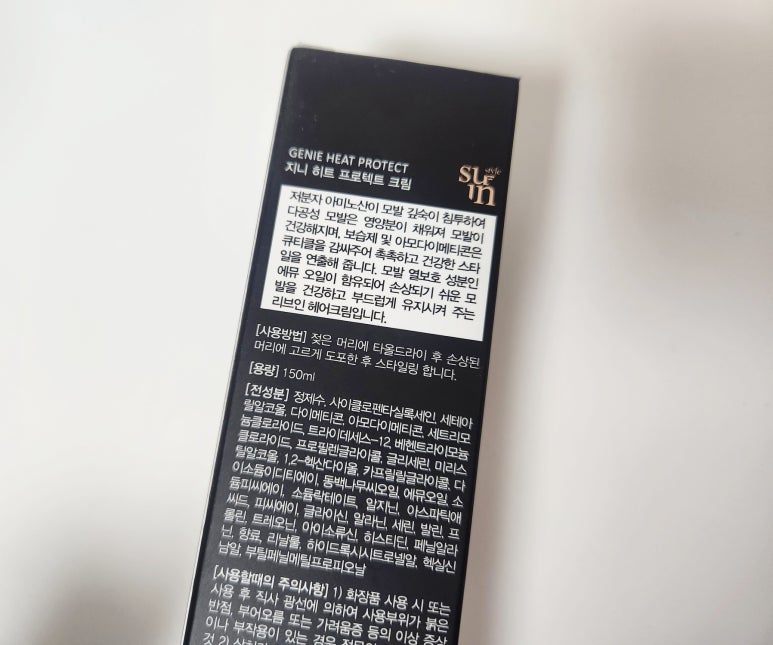 GENIE HEAT PROTECT
지니 히트 프로텍트 크림
style
su:m
저분자 아미노산이 모발 깊숙이 침투하여
다공성 모발은 영양분이 채워져 모발이
건강해지며, 보습제 및 아모다이메티콘은
큐티클을 감싸주어 촉촉하고 건강한 스타
일을 연출해 줍니다. 모발 열보호 성분인
에뮤 오일이 함유되어 손상되기 쉬운 모
발을 건강하고 부드럽게 유지시켜 주는
리브인 헤어크림입니다.
[사용방법] 젖은 머리에 타올드라이 후 손상된
머리에 고르게 도포한 후 스타일링 합니다.
[용량] 150ml
[전성분] 정제수, 사이클로펜타실록세인, 세테아
릴알코올, 다이메티콘, 아모다이메티콘, 세트리모
늄클로라이드, 트라이데세스-12, 베헨트라이모늄
클로라이드, 프로필렌글라이콜, 글리세린, 미리스
틸알코올, 1,2-헥산다이올, 카프릴릴글라이콜, 다
이소듐이디티에이, 동백나무씨오일, 에뮤오일, 소
듐피씨에이, 소듐락테이트, 알지닌, 아스파틱애
씨드, 피씨에이, 글라이신, 알라닌, 세린, 발린, 프
롤린, 트레오닌, 아이소류신, 히스티딘, 페닐알라
닌, 향료, 리날룰, 하이드록시시트로넬알, 헥실신
남알, 부틸페닐메틸프로피오날
[사용할때의 주의사항] 1) 화장품 사용 시 또는
사용 후 직사 광선에 의하여 사용부위가 붉은
반점, 부어오름 또는 가려움증 등의 이상 증상
이나 부작용이 있는 경우 전문의
것 2)